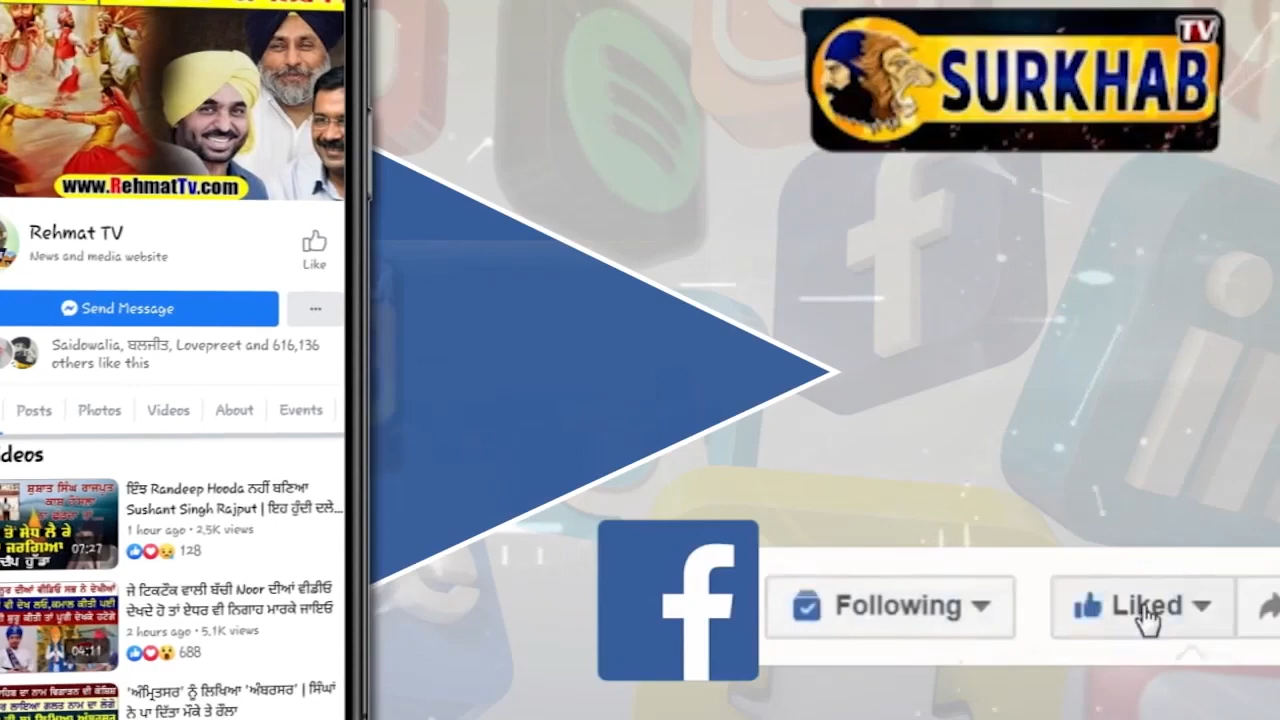 TV
SURKHAB
www.RehmatTv.com
Rehmat TV
News and media website
Like
Send Message
Saidowalia, ਬਲਜੀਤ, Lovepreet and 616,136
others like this
Posts
Photos
Videos
About
Events
deos
ਸੁਸ਼ਾਤ ਸਿੰਘ ਰਾਜਪੂਤ
ਤੋਂ ਸੇਧ ਲੈ ਰੇ
07:27
ਇੰਝ Randeep Hooda ਨਹੀਂ ਬਣਿਆ
Sushant Singh Rajput | ਇਹ ਹੁੰਦੀ ਦਲੇ...
1 hour ago • 2.5K views
128
04:11
ਜੇ ਟਿਕਟੌਕ ਵਾਲੀ ਬੱਚੀ Noor ਦੀਆਂ ਵੀਡੀਓ
ਦੇਖਦੇ ਹੋ ਤਾਂ ਏਧਰ ਵੀ ਨਿਗਾਹ ਮਾਰਕੇ ਜਾਇਓ
2 hours ago • 5.1K views
688
'ਅੰਮ੍ਰਿਤਸਰ' ਨੂੰ ਲਿਖਿਆ 'ਅੰਬਰਸਰ' | ਸਿੰਘਾਂ
ਨੇ ਪਾ ਦਿੱਤਾ ਮੌਕੇ ਤੇ ਰੌਲਾ
Following
Liked